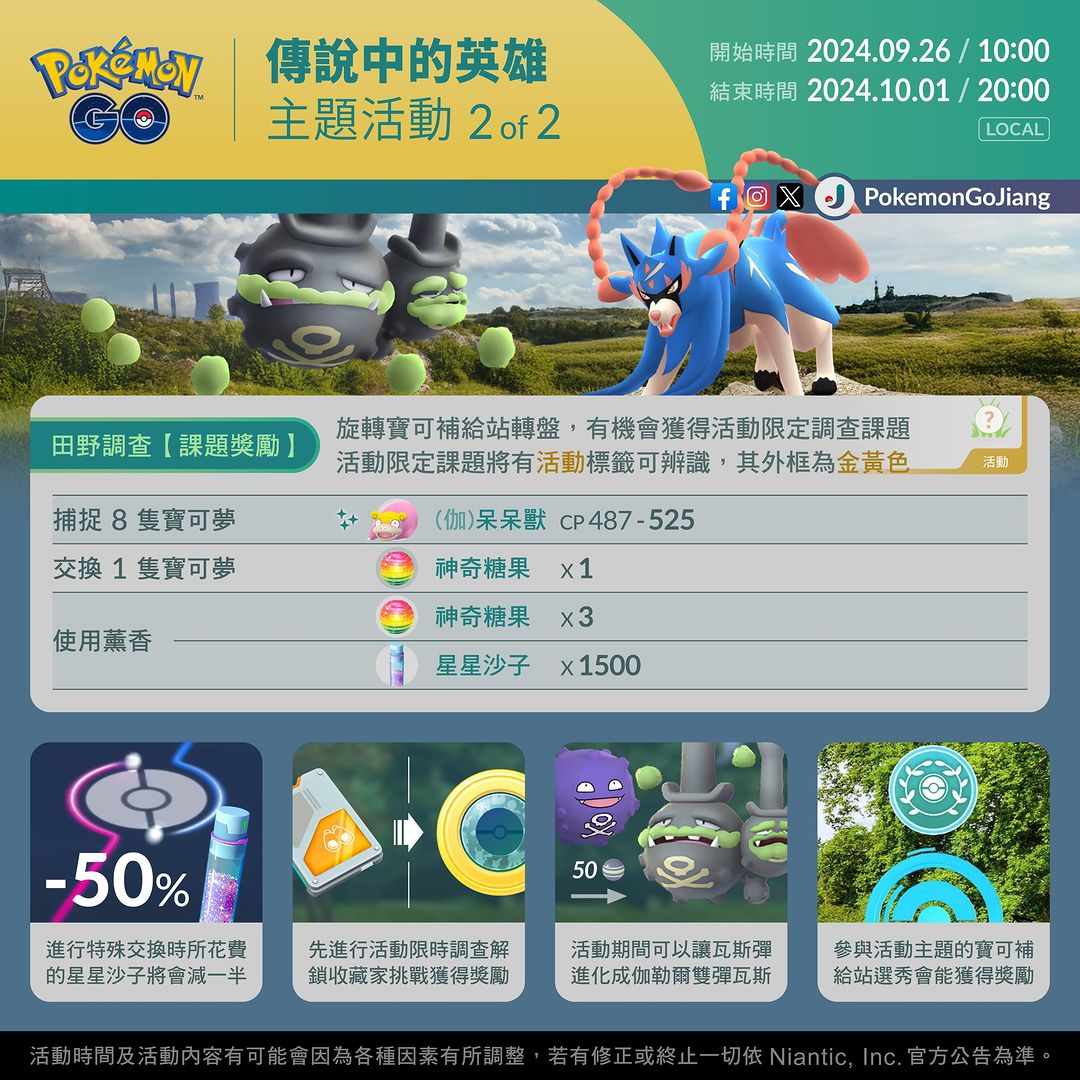 POKÉMON GO TM
傳說中的英雄
主題活動 2 of 2
開始時間 2024.09.26 / 10:00
結束時間 2024.10.01 / 20:00
LOCAL
PokemonGoJiang
田野調查【課題獎勵】
旋轉寶可補給站轉盤，有機會獲得活動限定調查課題
活動限定課題將有活動標籤可辨識，其外框為金黃色
?
活動
捕捉 8 隻寶可夢 (伽)呆呆獸 CP 487 - 525
交換 1 隻寶可夢 神奇糖果 x 1
使用薰香
神奇糖果 x 3
星星沙子 x 1500
-50%
進行特殊交換時所花費
的星星沙子將會減一半
先進行活動限時調查解
鎖收藏家挑戰獲得獎勵
50
活動期間可以讓瓦斯彈
進化成伽勒爾雙彈瓦斯
參與活動主題的寶可補
給站選秀會能獲得獎勵
活動時間及活動內容有可能會因為各種因素有所調整，若有修正或終止一切依 Niantic, Inc. 官方公告為準。